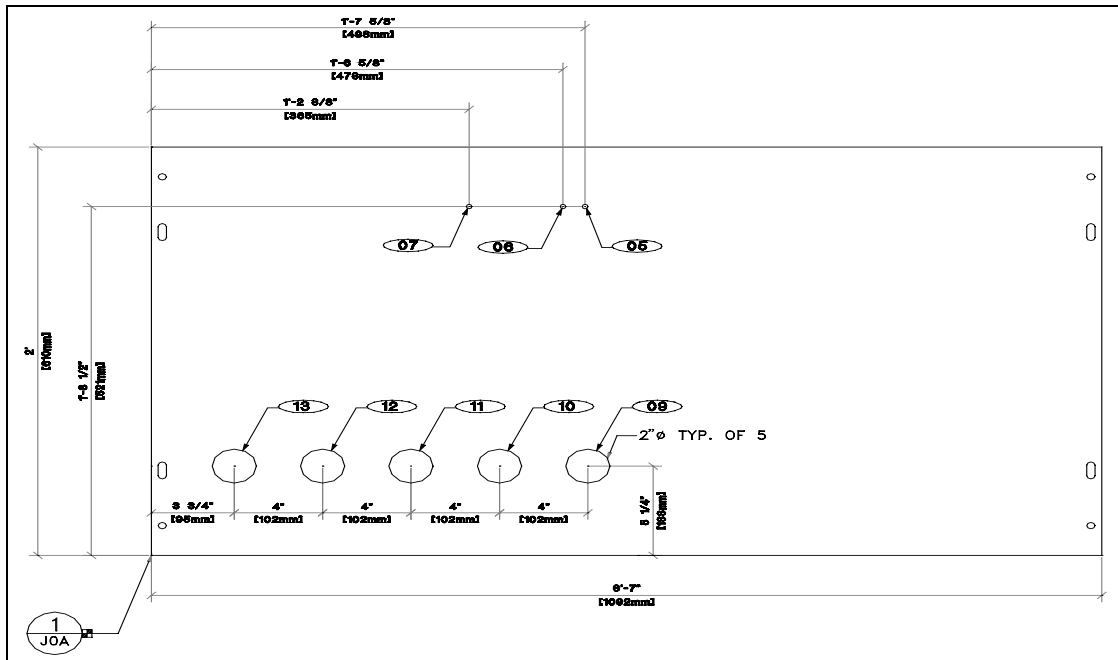 1'-7 5/8"
[498mm]
1'-6 5/8"
[473mm]
1'-2 3/8"
[365mm]
07
06
05
2'
[610mm]
1'-8 1/2"
[521mm]
13
12
11
10
09
2"ø TYP. OF 5
3 3/4"
[95mm]
4"
[102mm]
4"
[102mm]
4"
[102mm]
4"
[102mm]
5 1/4"
[133mm]
3'-7"
[1092mm]
1
JOA